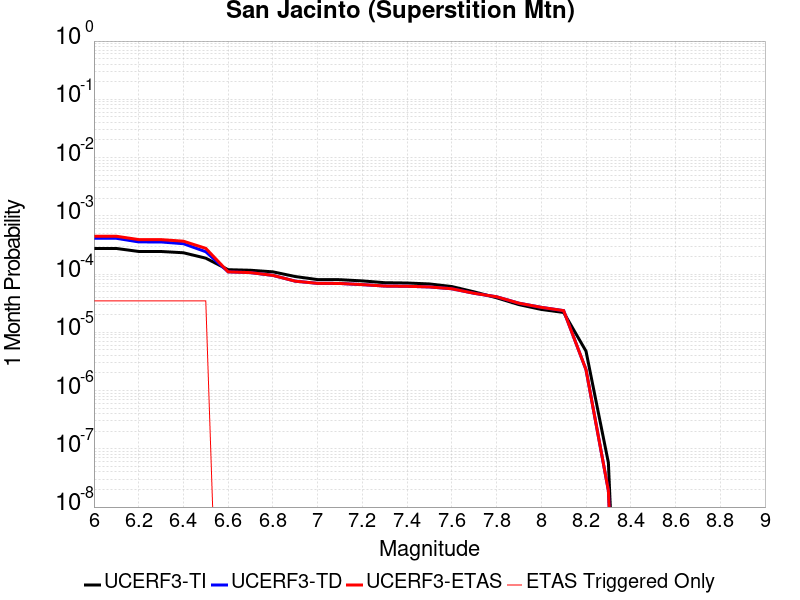 San Jacinto (Superstition Mtn)
1 Month Probability
10^0
10^-1
10^-2
10^-3
10^-4
10^-5
10^-6
10^-7
10^-8
6 6.2 6.4 6.6 6.8 7 7.2 7.4 7.6 7.8 8 8.2 8.4 8.6 8.8 9
Magnitude
UCERF3-TI UCERF3-TD UCERF3-ETAS ETAS Triggered Only